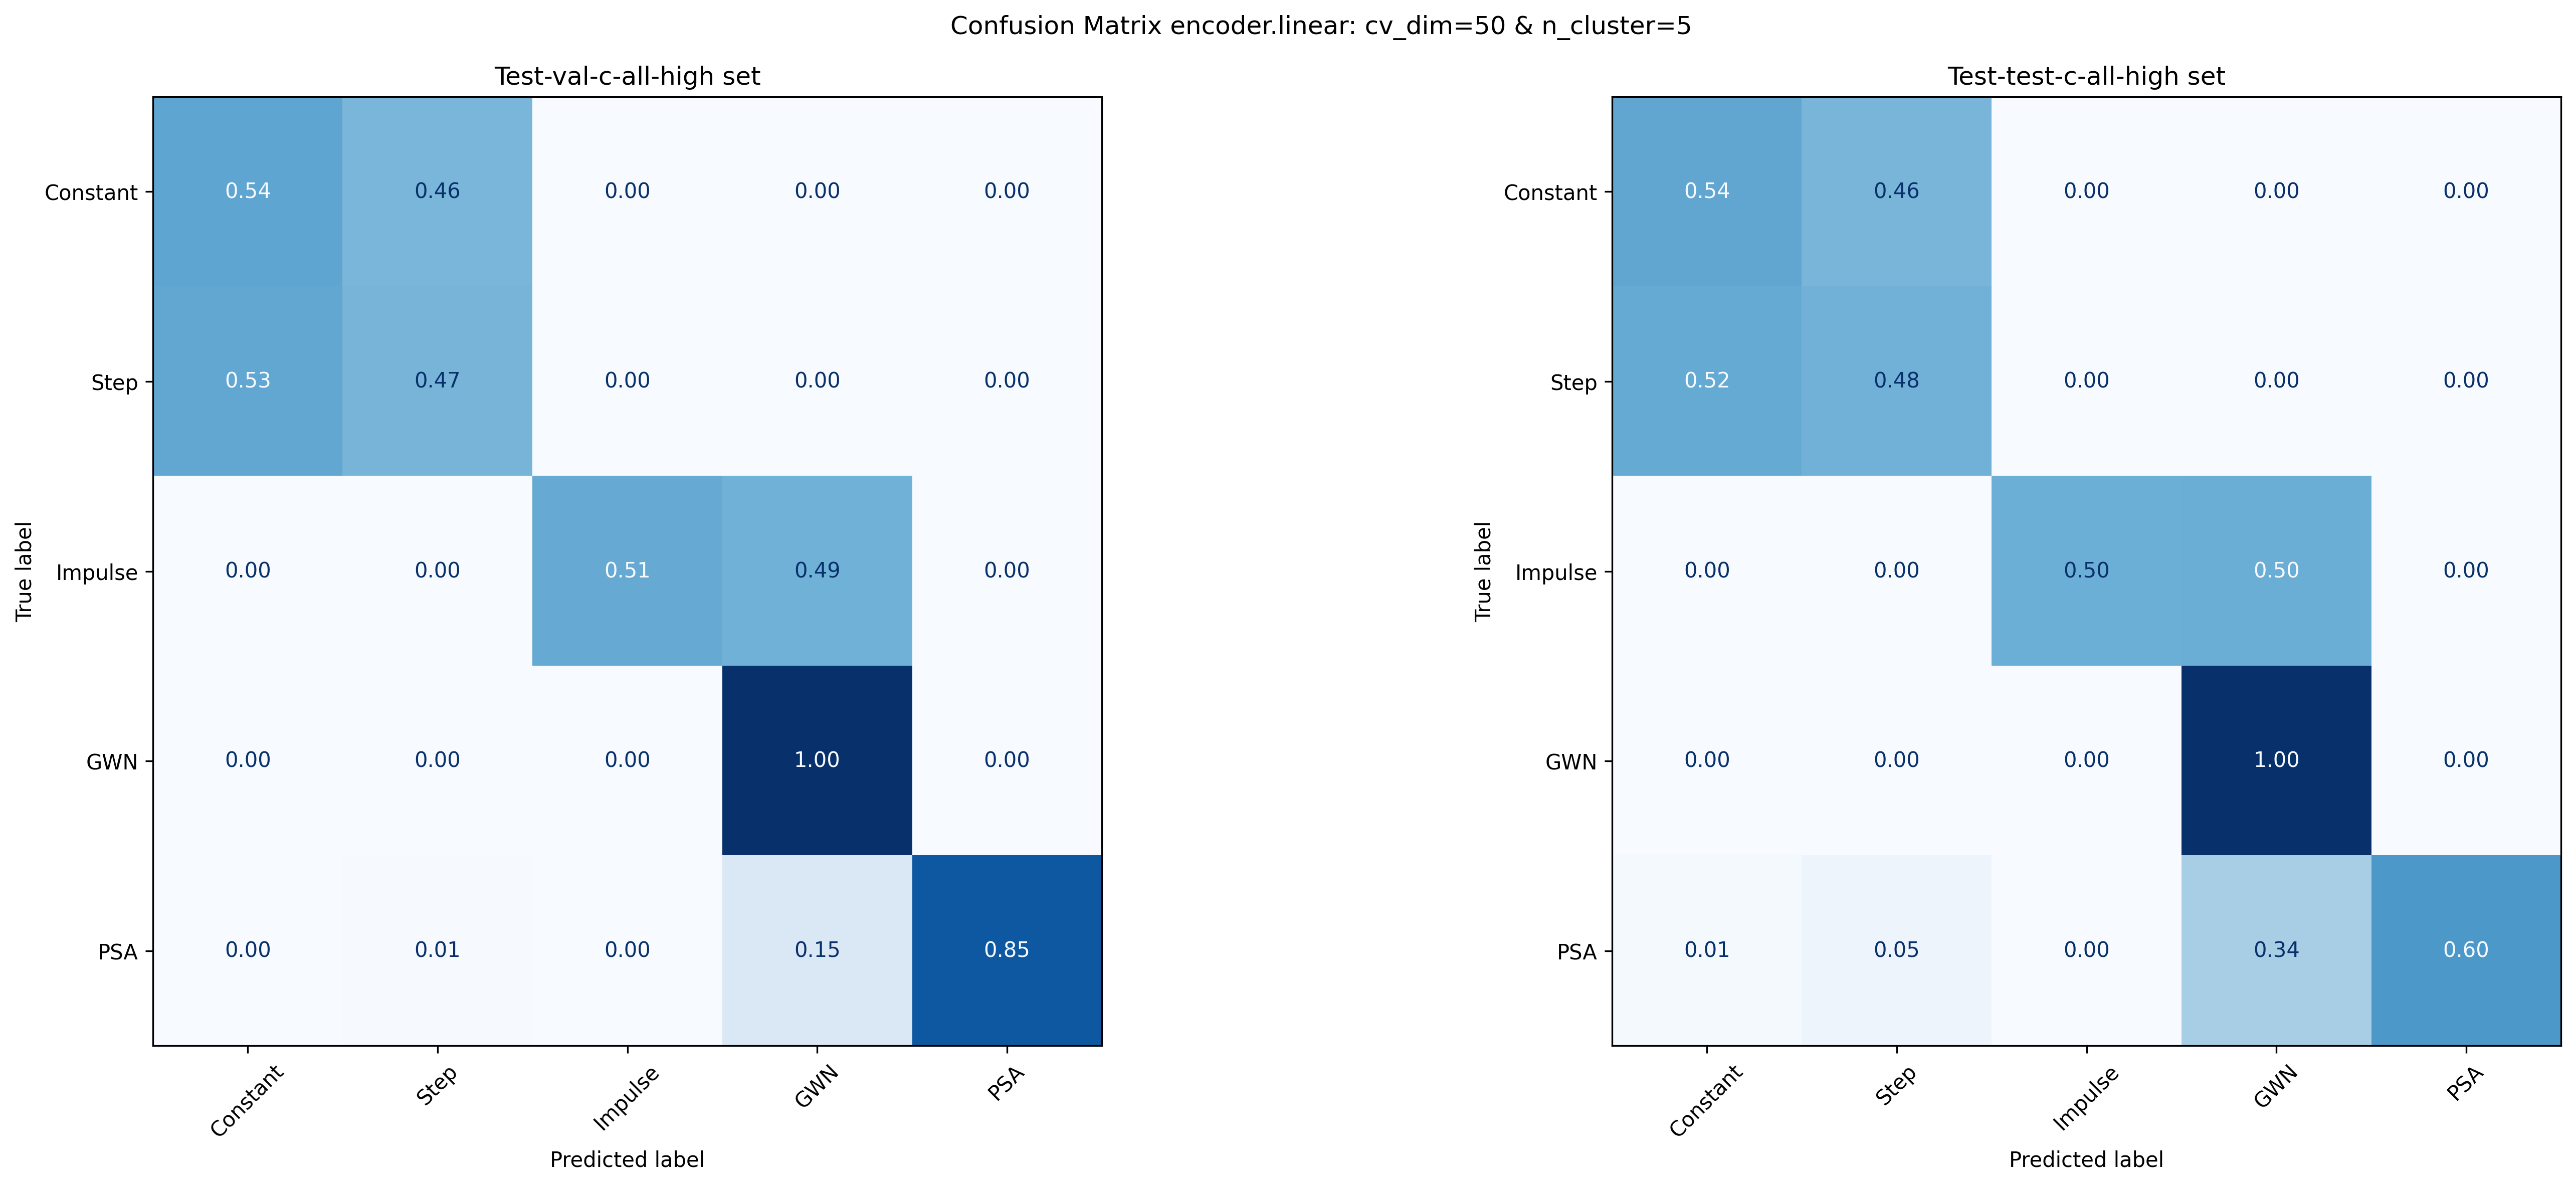 Confusion Matrix encoder.linear: cv_dim=50 & n_cluster=5
Test-val-c-all-high set
True label
Constant 0.54 0.46 0.00 0.00 0.00
Step 0.53 0.47 0.00 0.00 0.00
Impulse 0.00 0.00 0.51 0.49 0.00
GWN 0.00 0.00 0.00 1.00 0.00
PSA 0.00 0.01 0.00 0.15 0.85
Constant Step Impulse GWN PSA
Predicted label
Test-test-c-all-high set
True label
Constant 0.54 0.46 0.00 0.00 0.00
Step 0.52 0.48 0.00 0.00 0.00
Impulse 0.00 0.00 0.50 0.50 0.00
GWN 0.00 0.00 0.00 1.00 0.00
PSA 0.01 0.05 0.00 0.34 0.60
Constant Step Impulse GWN PSA
Predicted label